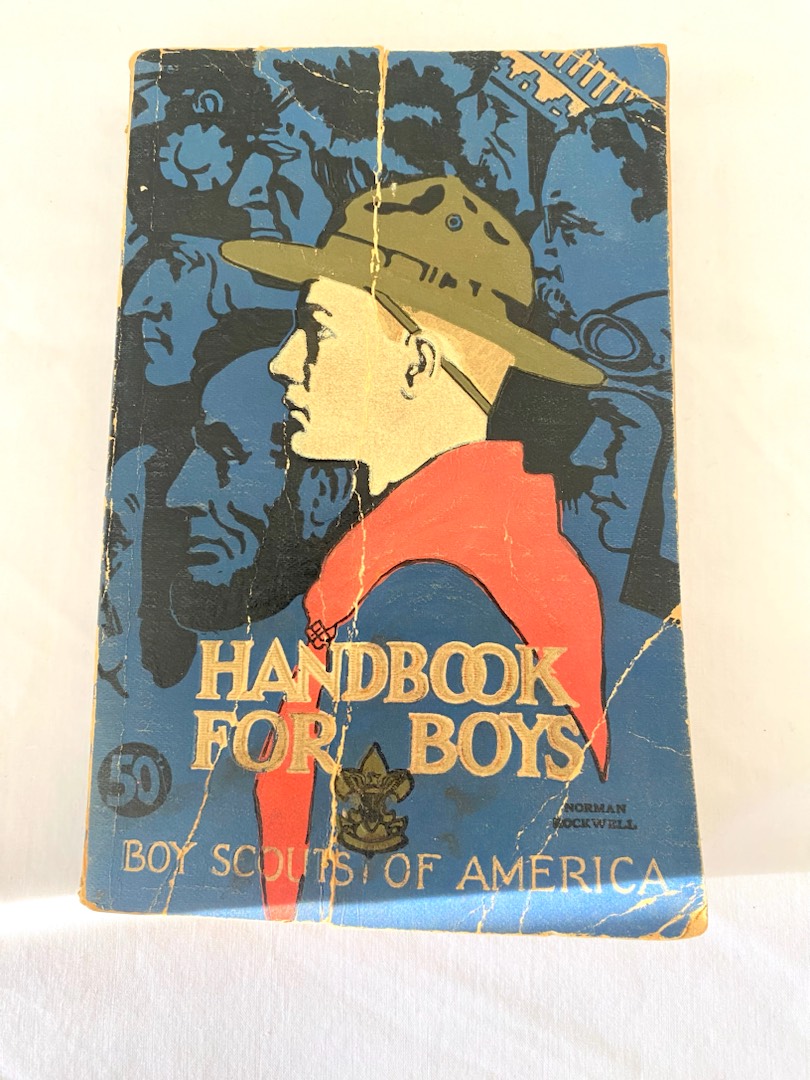 HANDBOOK
FOR BOYS
50¢
NORMAN
ROCKWELL
BOY SCOUTS OF AMERICA